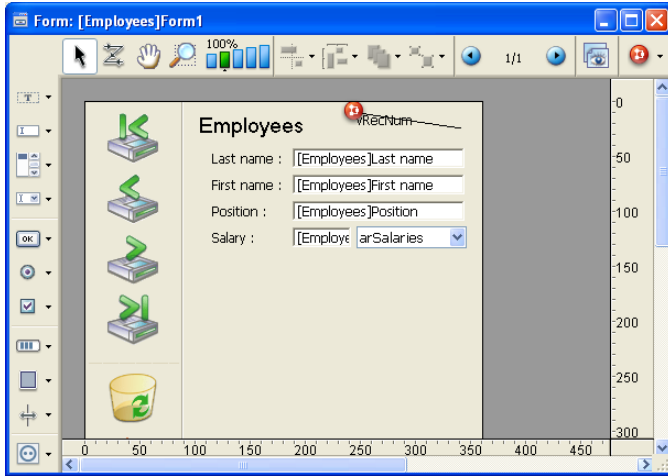 Form: [Employees]Form1
100%
1/1
T
I
I
OK
Employees
vRecNum
Last name : [Employees]Last name
First name : [Employees]First name
Position : [Employees]Position
Salary : [Employe arSalaries
0
50
100
150
200
250
300
0 50 100 150 200 250 300 350 400 450